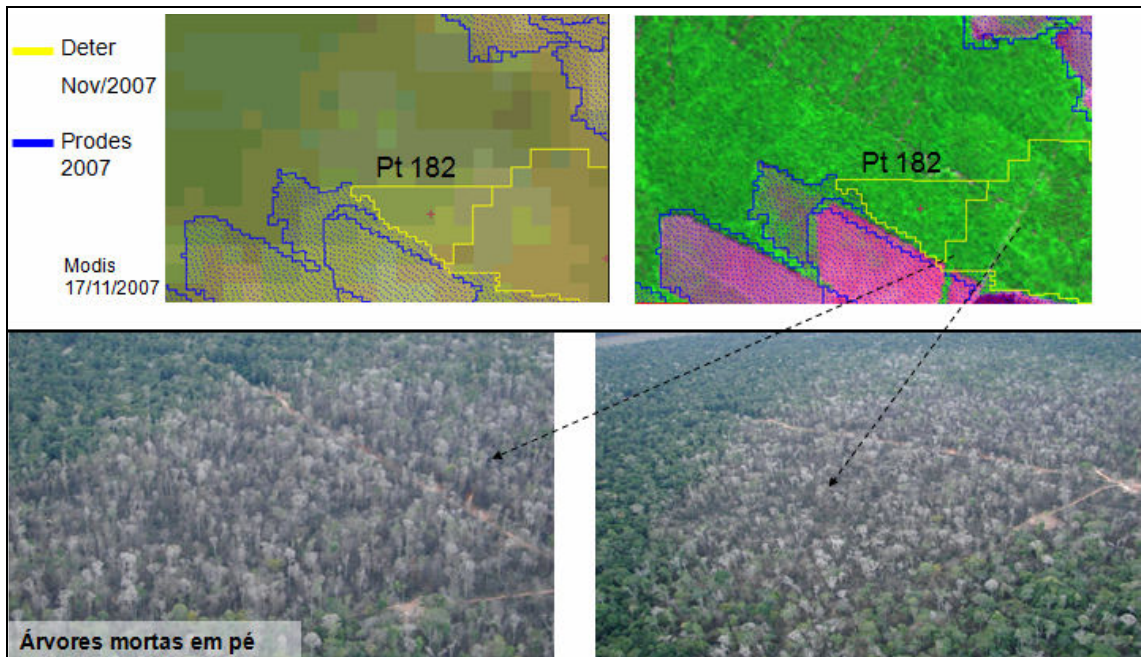 Deter
Nov/2007
Prodes
2007
Modis
17/11/2007
Pt 182
Pt 182
Árvores mortas em pé